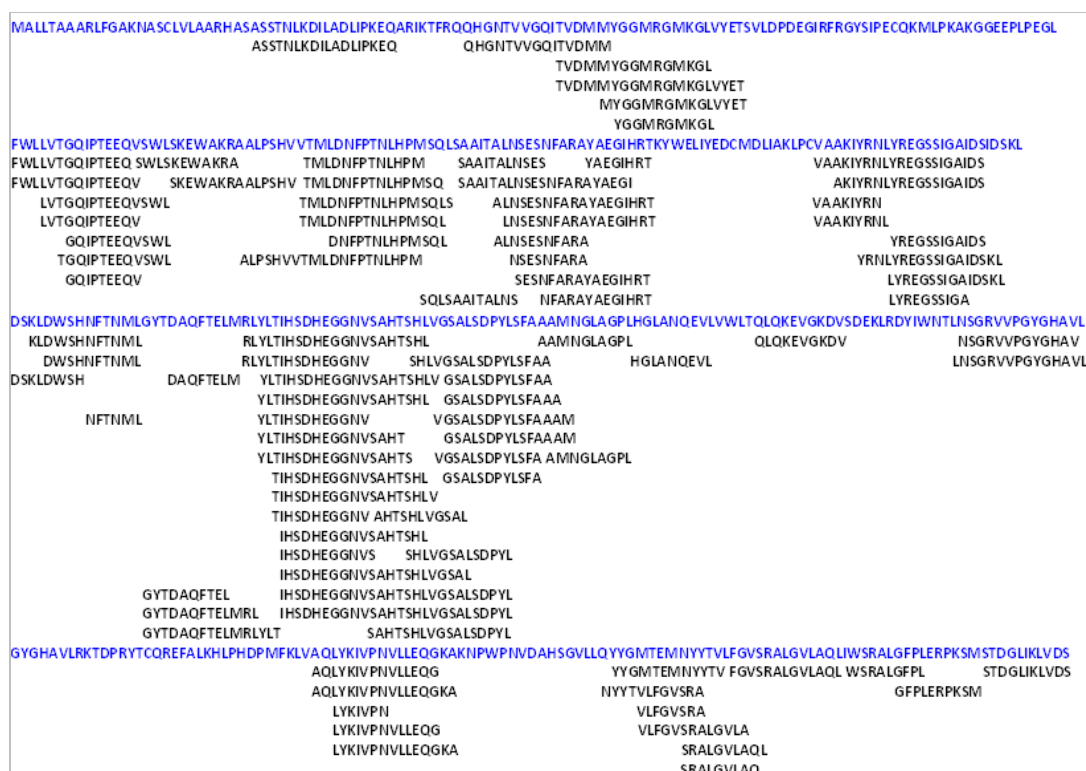 MALLTAAARLFGAKNASCLVLAARHASASSTNLKDILADLIPKEQARIKTFRQQHGNTVVGQITVDMMYGGMRGMKGLVYETSVLDPDEGIRFRGYSIPECQKMLPKAKGGEEPLPEGL
ASSTNLKDILADLIPKEQ QHGNTVVGQITVDMM
TVDMMYGGMRGMKGL
TVDMMYGGMRGMKGLVYET
MYGGMRGMKGLVYET
YGGMRGMKGL
FWLLVTGQIPTEEQVSWLSKEWAKRAALPSHVVTMLDNFPTNLHPMSQLSAAITALNSESNFARAYAEGIHRTKYWELIYEDCMDLIAKLPCVAAKIYRNLYREGSSIGAIDSIDSKL
FWLLVTGQIPTEEQ SWLSKEWAKRA TMLDNFPTNLHPM SAAITALNSES YAEGIHRT VAAKIYRNLYREGSSIGAIDS
FWLLVTGQIPTEEQV SKEWAKRAALPSHV TMLDNFPTNLHPMSQ SAAITALNSESNFARAYAEGI AKIYRNLYREGSSIGAIDS
LVTGQIPTEEQVSWL TMLDNFPTNLHPMSQLS ALNSESNFARAYAEGIHRT VAAKIYRN
LVTGQIPTEEQVSWL TMLDNFPTNLHPMSQL LNSESNFARAYAEGIHRT VAAKIYRNL
GQIPTEEQVSWL DNFPTNLHPMSQL ALNSESNFARA YREGSSIGAIDS
TGQIPTEEQVSWL ALPSHVVTMLDNFPTNLHPM NSESNFARA YRNLYREGSSIGAIDS
GQIPTEEQV SESNFARAYAEGIHRT LYREGSSIGAIDSKL
SQLSAAITALNS NFARAYAEGIHRT LYREGSSIGA
DSKLDWSHNFTNMLGYTDAQFTELMRLYLTIHSDHEGGNVSAHTSHLVGSALSDPYLSFAAAMNGLAGPLHGLANQEVLVWLTQLQKEVGKDVSDEKLRDYIWNTLNSGRVVPGYGHAVL
KLDWSHNFTNML RLYLTIHSDHEGGNVSAHTSHL AAMNGLAGPL QLQKEVGKDV NSGRVVPGYGHAV
DWSHNFTNML RLYLTIHSDHEGGNV SHLVGSALSDPYLSFAA HGLANQEVL LNSGRVVPGYGHAVL
DSKLDWSH DAQFTELM YLTIHSDHEGGNVSAHTSHLV GSALSDPYLSFAA
YLTIHSDHEGGNVSAHTSHL GSALSDPYLSFAAA
NFTNML YLTIHSDHEGGNV VGSALSDPYLSFAAAM
YLTIHSDHEGGNVSAHT GSALSDPYLSFAAAM
YLTIHSDHEGGNVSAHTS VGSALSDPYLSFA AMNGLAGPL
TIHSDHEGGNVSAHTSHL GSALSDPYLSFA
TIHSDHEGGNVSAHTSHLV
TIHSDHEGGNV AHTSHLVGSAL
IHSDHEGGNVSAHTSHL
IHSDHEGGNVS SHLVGSALSDPYL
IHSDHEGGNVSAHTSHLVGSAL
GYTDAQFTEL IHSDHEGGNVSAHTSHLVGSALSDPYL
GYTDAQFTELMRL IHSDHEGGNVSAHTSHLVGSALSDPYL
GYTDAQFTELMRLYLT SAHTSHLVGSALSDPYL
GYGHAVLRKTDPRYTCQREFALKHLPHDPMFKLVAQLYKIVPNVLLEQGKAKNPWPNVDAHSGVLLQYYGMTEMNYYTVLFGVSRALGVLAQLIWSRALGFPLERPKSMSTDGLIKLVDS
AQLYKIVPNVLLEQG YYGMTEMNYYTV FGVSRALGVLAQL WSRALGFPL STDGLIKLVDS
AQLYKIVPNVLLEQGKA NYYTVLFGVSRA GFPLERPKSM
LYKIVPN VLFGVSRA
LYKIVPNVLLEQG VLFGVSRALGVLA
LYKIVPNVLLEQGKA SRALGVLAQL
SRALGVLAQ